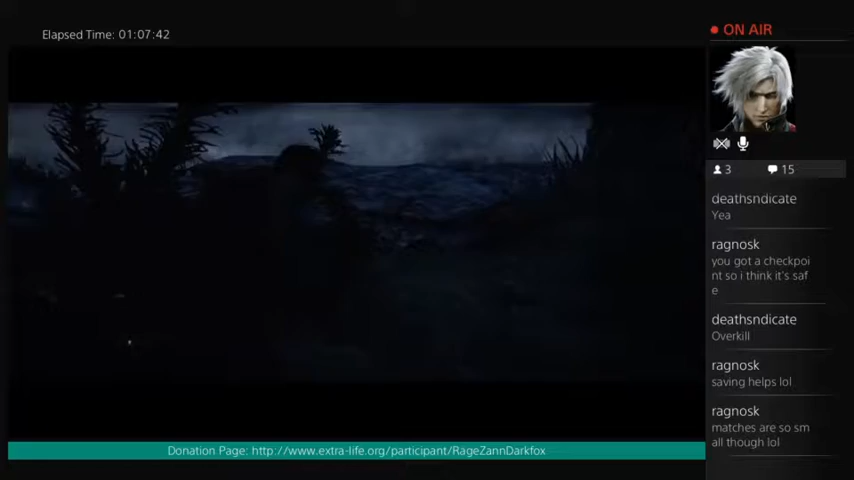 Elapsed Time: 01:07:42
ON AIR
3
15
deathsndicate
Yea
ragnosk
you got a checkpoi
nt so i think it's saf
e
deathsndicate
Overkill
ragnosk
saving helps lol
ragnosk
matches are so sm
all though lol
Donation Page: http://www.extra-life.org/participant/RageZannDarkfox